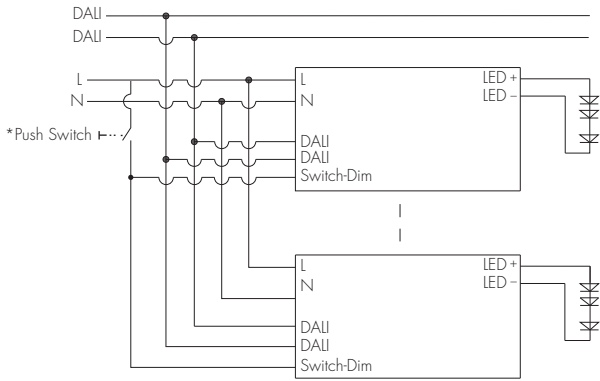 DALI
DALI
L
N
*Push Switch
L
N
DALI
DALI
Switch-Dim
LED +
LED –
L
N
DALI
DALI
Switch-Dim
LED +
LED –